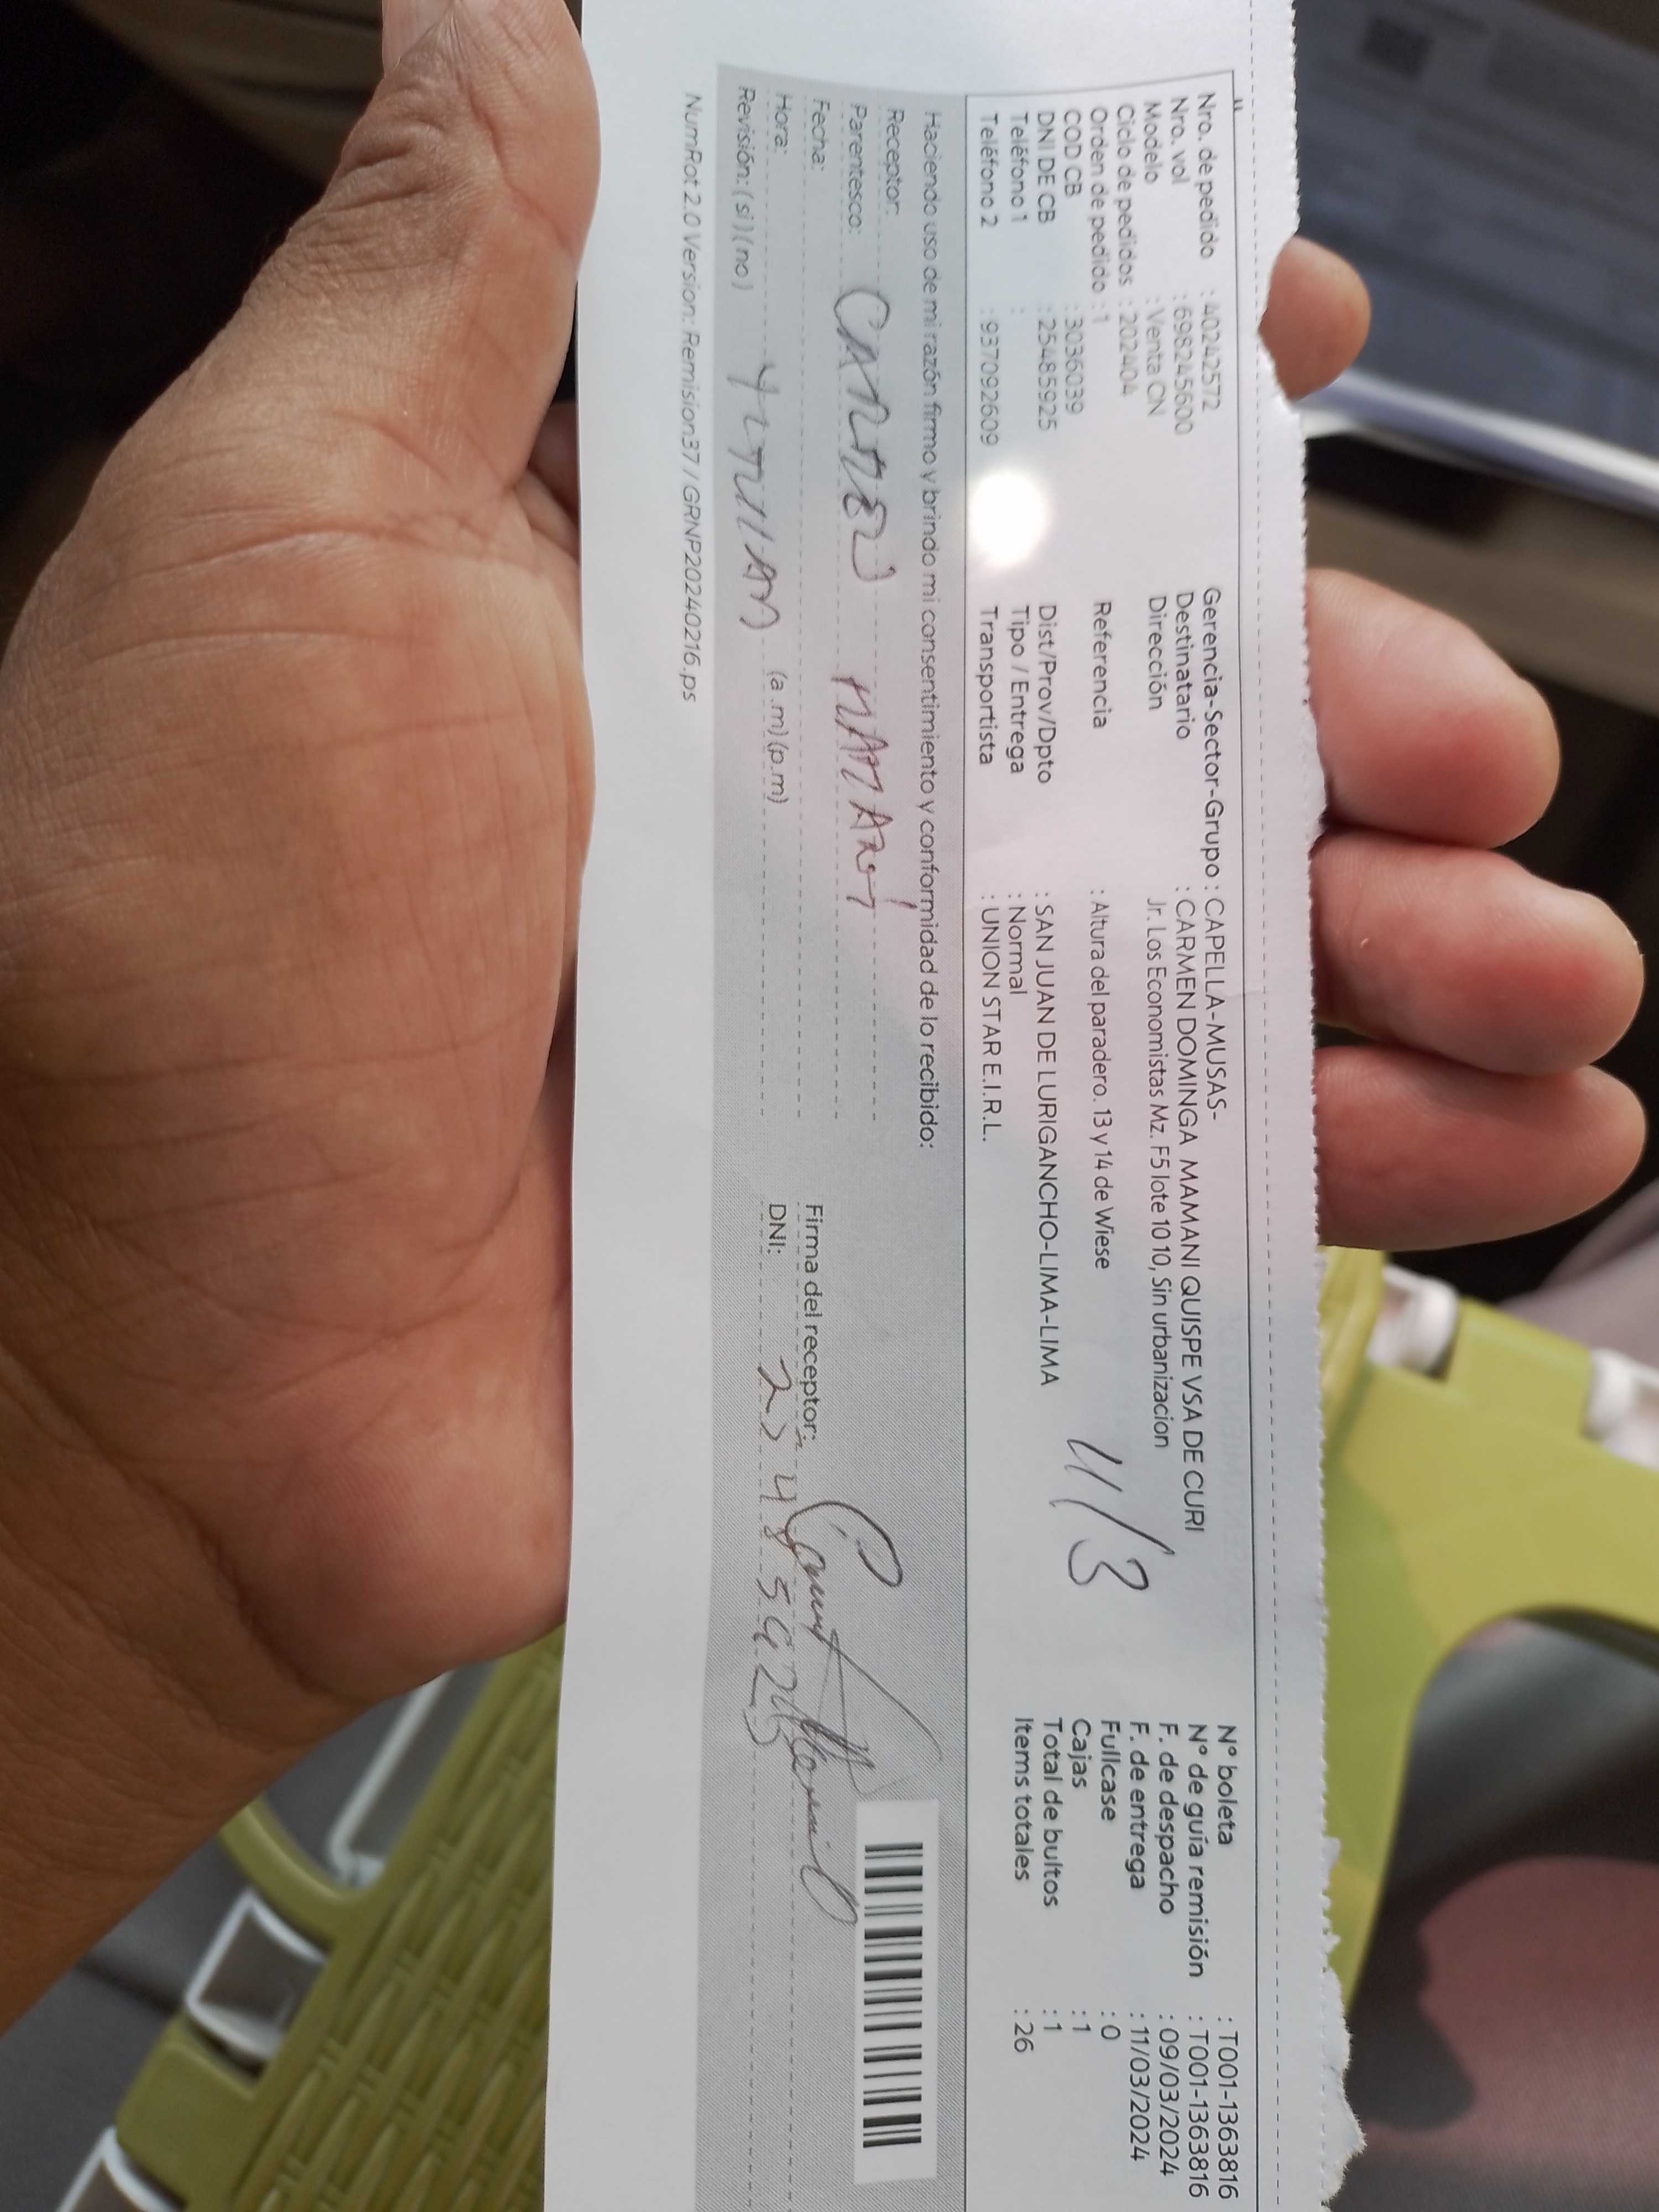 Nro. de pedido : 40242572
Nro. vol : 698245600
Modelo : Venta CN
Ciclo de pedidos : 202404
Orden de pedido : 1
COD CB : 3036039
DNI DE CB : 25485925
Teléfono 1 :
Teléfono 2 : 937092609
Gerencia-Sector-Grupo : CAPELLA-MUSAS-
Destinatario : CARMEN DOMINGA MAMANI QUISPE VSA DE CURI
Dirección Jr. Los Economistas Mz. F5 lote 10 10, Sin urbanizacion
Referencia : Altura del paradero. 13 y 14 de Wiese
Dist/Prov/Dpto : SAN JUAN DE LURIGANCHO-LIMA-LIMA
Tipo / Entrega : Normal
Transportista : UNION STAR E.I.R.L.
11/3
N° boleta : T001-1363816
N° de guía remisión : T001-1363816
F. de despacho : 09/03/2024
F. de entrega : 11/03/2024
Fullcase : 0
Cajas : 1
Total de bultos : 1
Items totales : 26
Haciendo uso de mi razón firmo y brindo mi consentimiento y conformidad de lo recibido:
Receptor:
Parentesco: CARMEN MAMANI
Fecha:
Hora: (a .m) (p.m)
Revisión: (si) (no)
Firma del receptor:
DNI:
NumRot 2.0 Version: Remision37 / GRNP20240216.ps